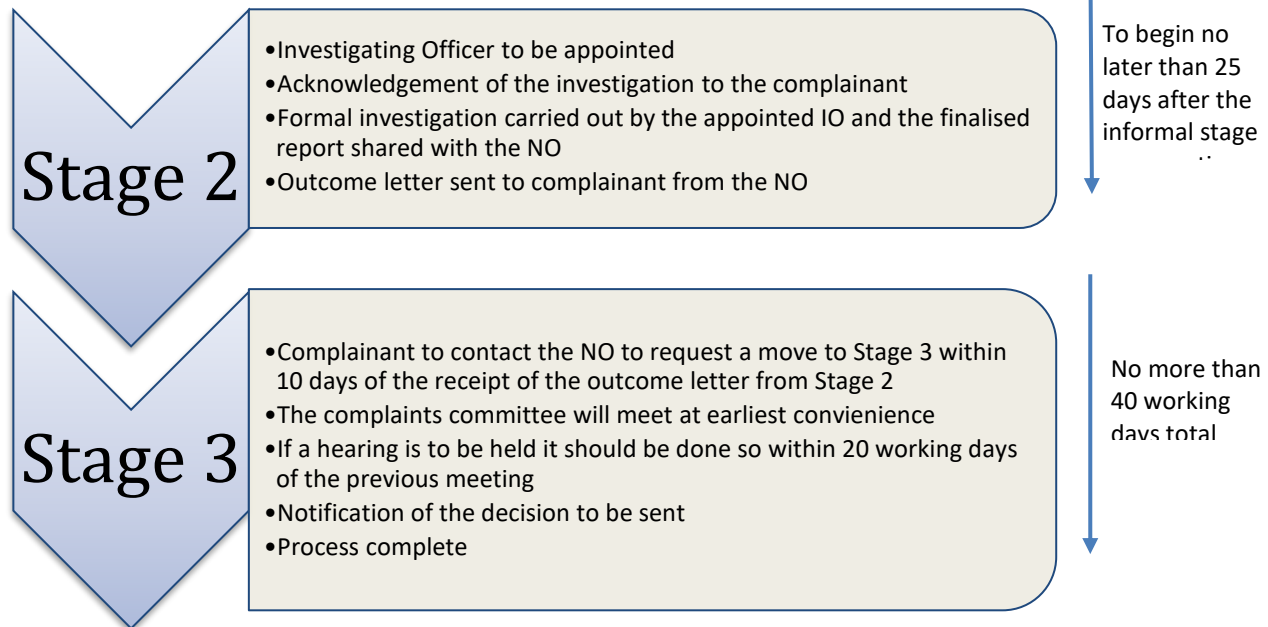 Stage 2
•Investigating Officer to be appointed
•Acknowledgement of the investigation to the complainant
•Formal investigation carried out by the appointed IO and the finalised
report shared with the NO
•Outcome letter sent to complainant from the NO
To begin no
later than 25
days after the
informal stage
Stage 3
•Complainant to contact the NO to request a move to Stage 3 within
10 days of the receipt of the outcome letter from Stage 2
•The complaints committee will meet at earliest convienience
•If a hearing is to be held it should be done so within 20 working days
of the previous meeting
•Notification of the decision to be sent
•Process complete
No more than
40 working
days total